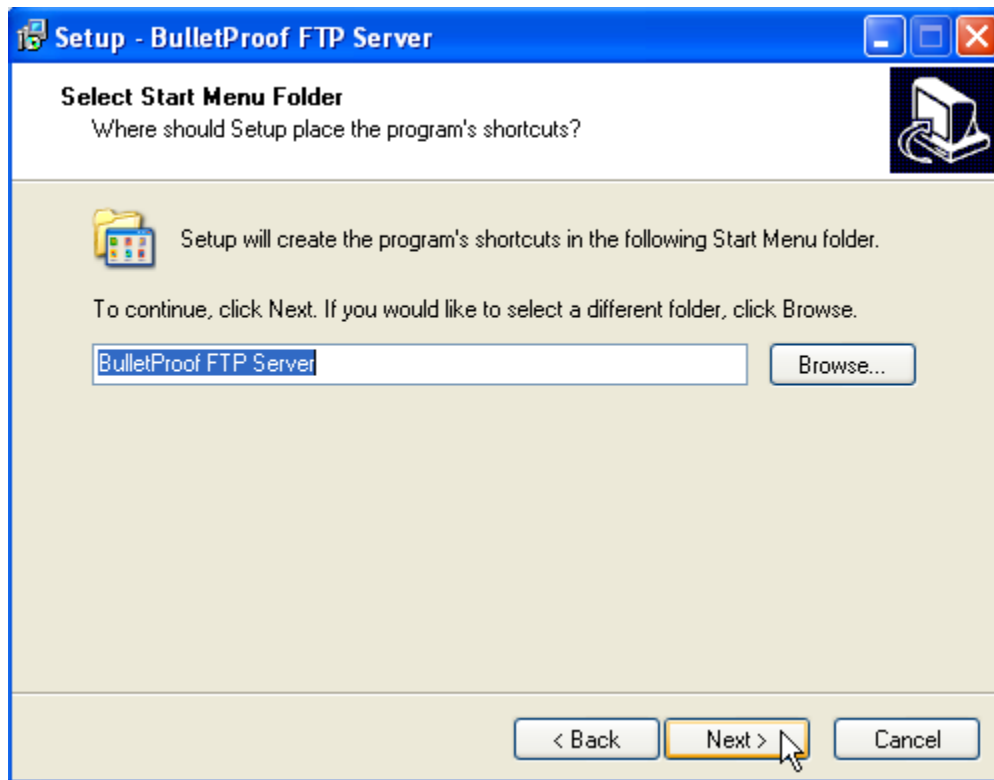 Setup - BulletProof FTP Server
Select Start Menu Folder
Where should Setup place the program's shortcuts?
Setup will create the program's shortcuts in the following Start Menu folder.
To continue, click Next. If you would like to select a different folder, click Browse.
BulletProof FTP Server
Browse...
< Back
Next >
Cancel